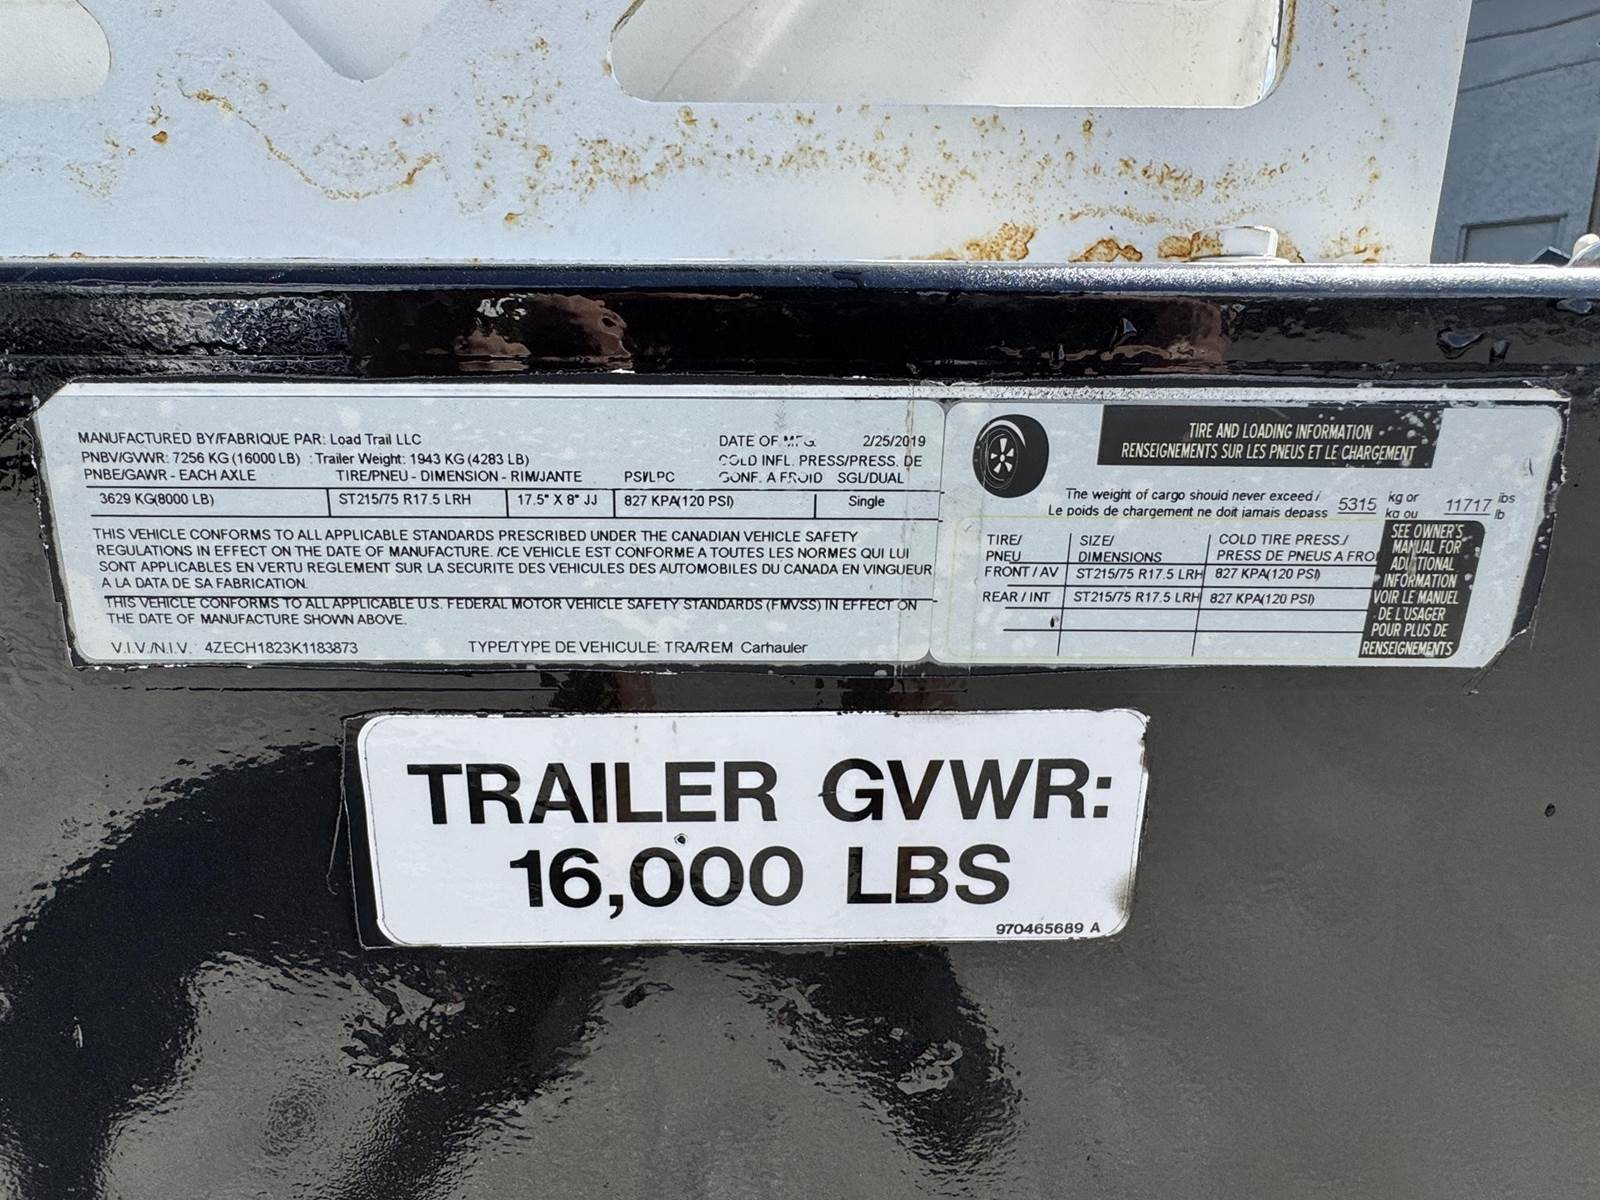 MANUFACTURED BY/FABRIQUE PAR: Load Trail LLC DATE OF MFG. 2/25/2019
PNBV/GVWR: 7256 KG (16000 LB) : Trailer Weight: 1943 KG (4283 LB) COLD INFL. PRESS/PRESS. DE
PNBE/GAWR - EACH AXLE TIRE/PNEU - DIMENSION - RIM/JANTE PSI/LPC GONF. A FROID SGL/DUAL
3629 KG(8000 LB) ST215/75 R17.5 LRH 17.5" X 8" JJ 827 KPA(120 PSI) Single
THIS VEHICLE CONFORMS TO ALL APPLICABLE STANDARDS PRESCRIBED UNDER THE CANADIAN VEHICLE SAFETY
REGULATIONS IN EFFECT ON THE DATE OF MANUFACTURE. /CE VEHICLE EST CONFORME A TOUTES LES NORMES QUI LUI
SONT APPLICABLES EN VERTU REGLEMENT SUR LA SECURITE DES VEHICULES DES AUTOMOBILES DU CANADA EN VINGUEUR
A LA DATA DE SA FABRICATION.
THIS VEHICLE CONFORMS TO ALL APPLICABLE U.S. FEDERAL MOTOR VEHICLE SAFETY STANDARDS (FMVSS) IN EFFECT ON
THE DATE OF MANUFACTURE SHOWN ABOVE.
V.I.V./N.I.V. 4ZECH1823K1183873 TYPE/TYPE DE VEHICULE: TRA/REM Carhauler
TIRE AND LOADING INFORMATION
RENSEIGNEMENTS SUR LES PNEUS ET LE CHARGEMENT
The weight of cargo should never exceed / 5315 kg or 11717 lbs
Le poids de chargement ne doit jamais depass kg ou lb
TIRE/ SIZE/ COLD TIRE PRESS./
PNEU DIMENSIONS PRESS DE PNEUS A FRO
FRONT / AV ST215/75 R17.5 LRH 827 KPA(120 PSI)
REAR / INT ST215/75 R17.5 LRH 827 KPA(120 PSI)
SEE OWNER'S
MANUAL FOR
ADDITIONAL
INFORMATION
VOIR LE MANUEL
DE L'USAGER
POUR PLUS DE
RENSEIGNEMENTS
TRAILER GVWR:
16,000 LBS
970465689 A